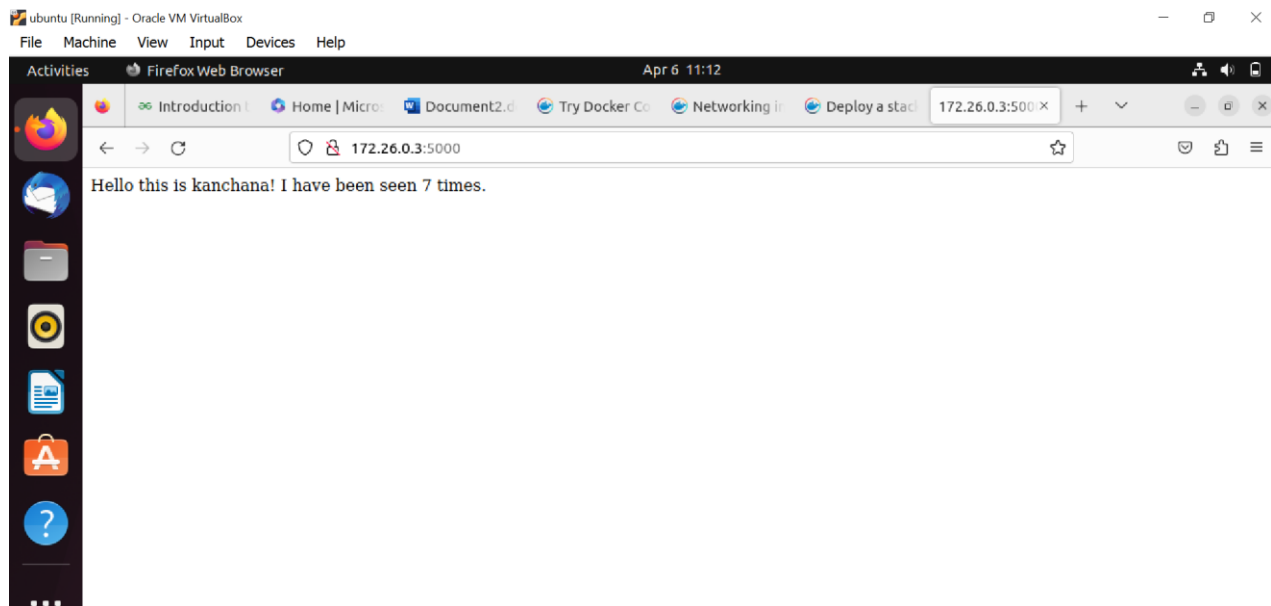 ubuntu [Running] - Oracle VM VirtualBox
File Machine View Input Devices Help
Activities Firefox Web Browser Apr 6 11:12
Introduction Home | Micros Document2.d Try Docker Co Networking in Deploy a stac 172.26.0.3:500
172.26.0.3:5000
Hello this is kanchana! I have been seen 7 times.